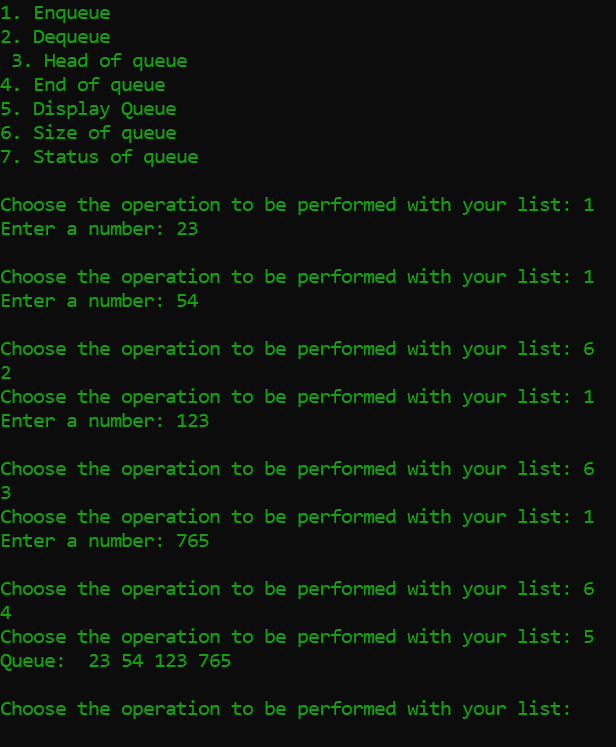 1. Enqueue
2. Dequeue
 3. Head of queue
4. End of queue
5. Display Queue
6. Size of queue
7. Status of queue

Choose the operation to be performed with your list: 1
Enter a number: 23

Choose the operation to be performed with your list: 1
Enter a number: 54

Choose the operation to be performed with your list: 6
2
Choose the operation to be performed with your list: 1
Enter a number: 123

Choose the operation to be performed with your list: 6
3
Choose the operation to be performed with your list: 1
Enter a number: 765

Choose the operation to be performed with your list: 6
4
Choose the operation to be performed with your list: 5
Queue:  23 54 123 765

Choose the operation to be performed with your list: